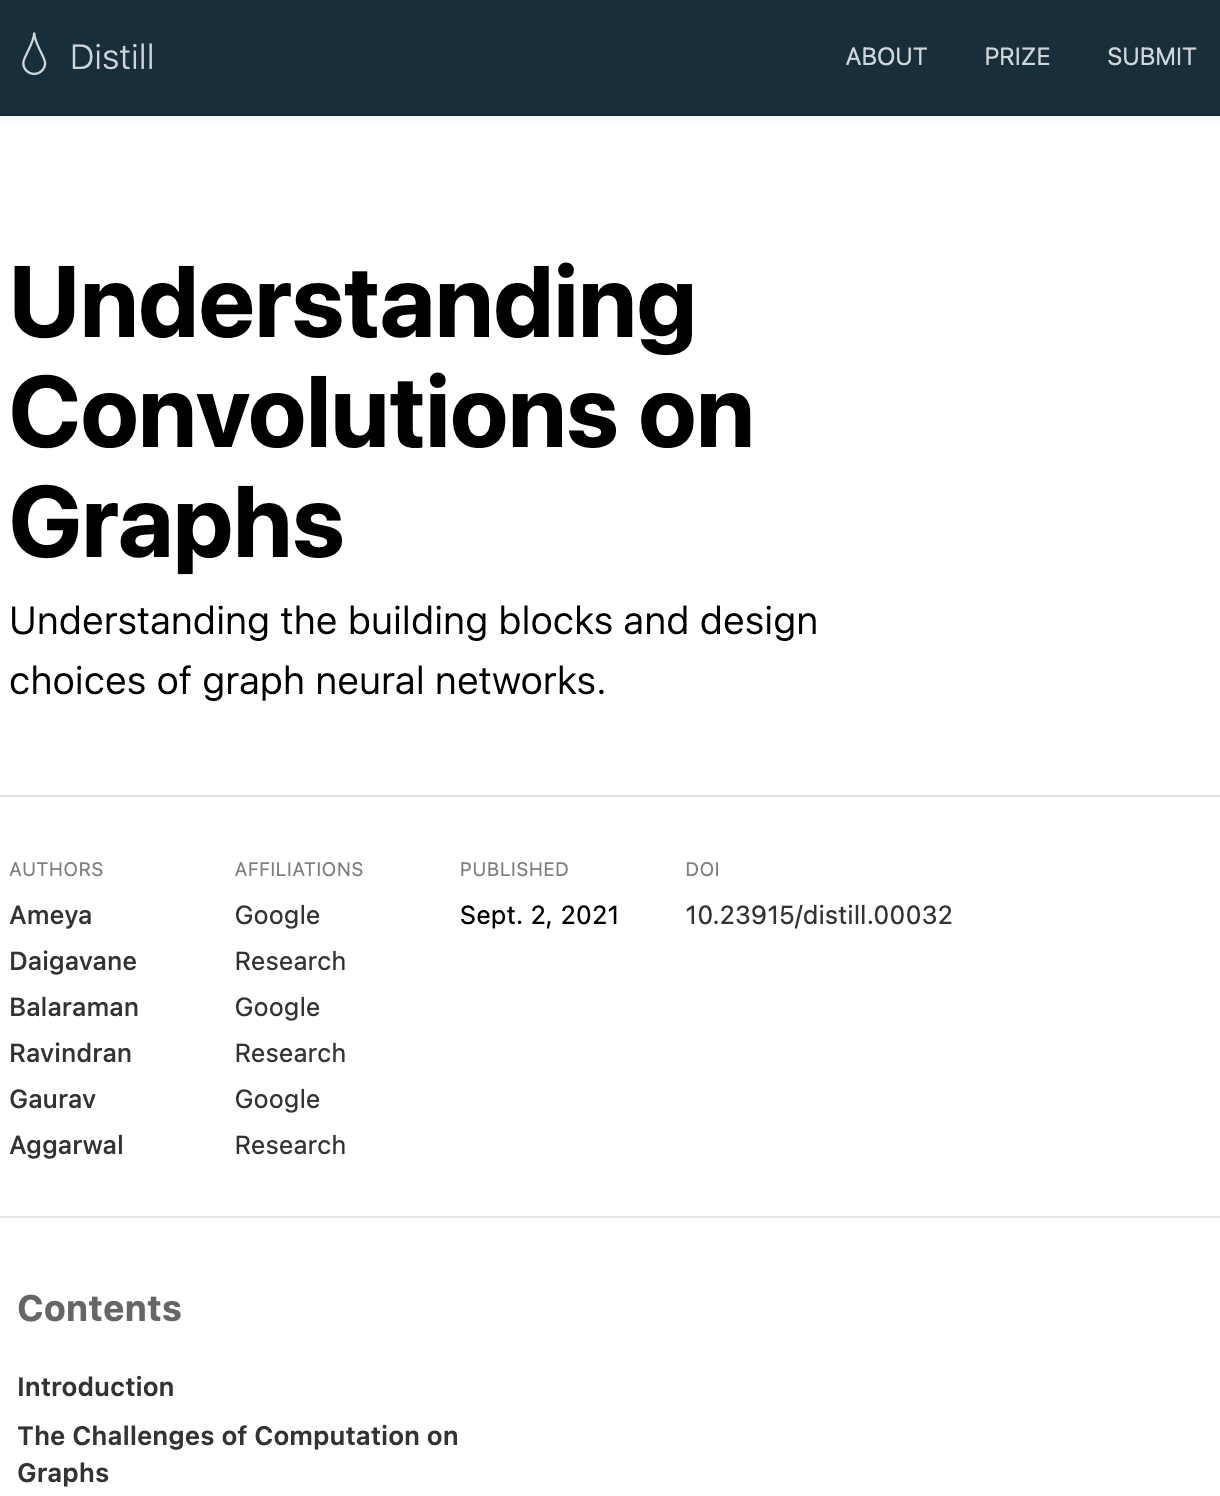 Distill
ABOUT PRIZE SUBMIT
Understanding
Convolutions on
Graphs
Understanding the building blocks and design
choices of graph neural networks.
AUTHORS AFFILIATIONS PUBLISHED DOI
Ameya Google Sept. 2, 2021 10.23915/distill.00032
Daigavane Research
Balaraman Google
Ravindran Research
Gaurav Google
Aggarwal Research
Contents
Introduction
The Challenges of Computation on
Graphs